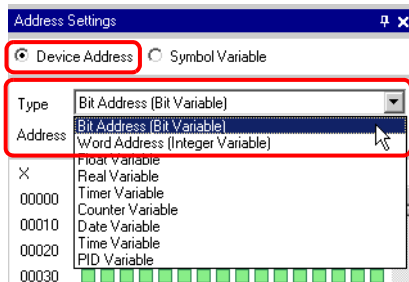 Address Settings
Device Address Symbol Variable
Type Bit Address (Bit Variable)
Address Bit Address (Bit Variable)
Word Address (Integer Variable)
Float Variable
X Real Variable
00000 Timer Variable
Counter Variable
00010 Date Variable
00020 Time Variable
PID Variable
00030